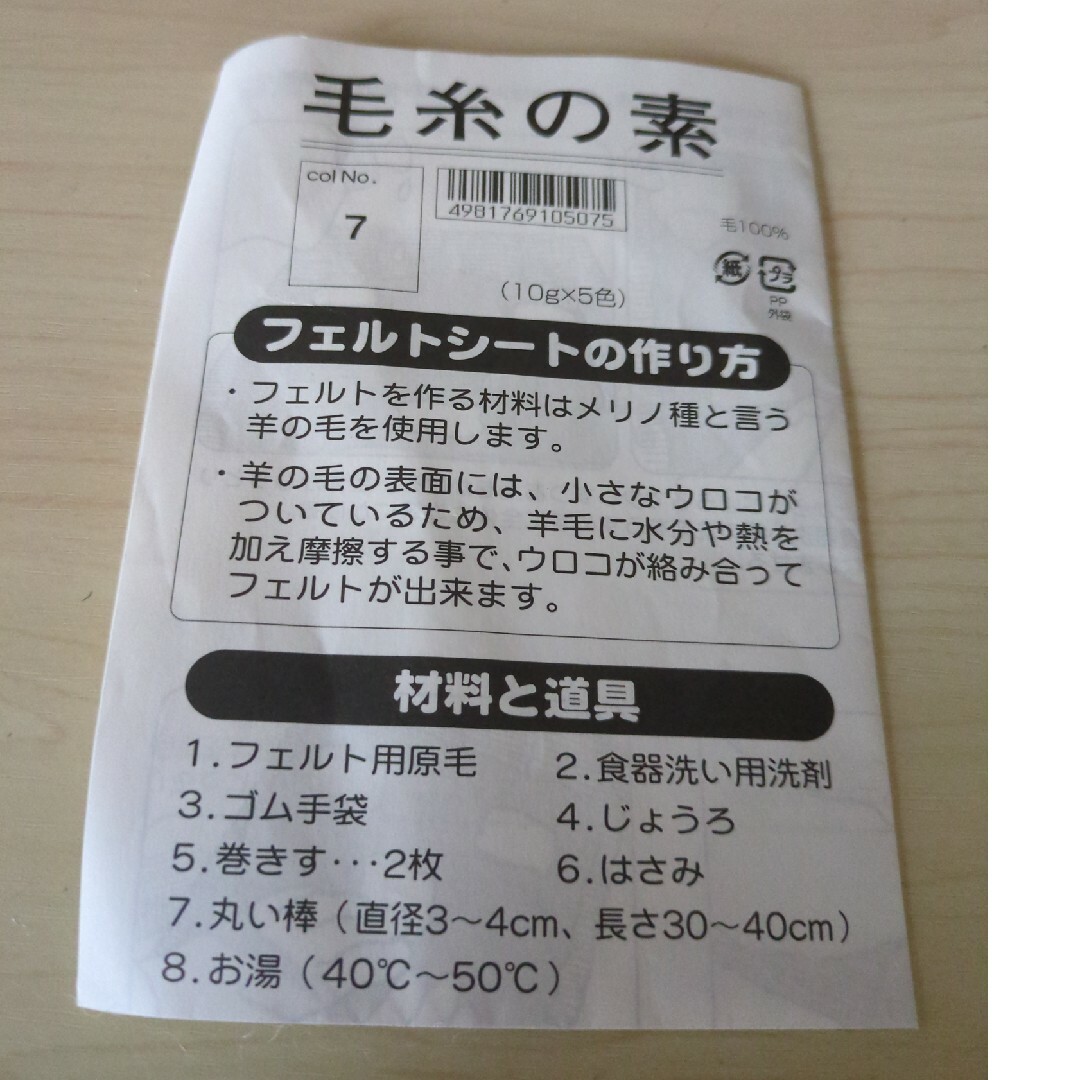 毛糸の素
col No.
7
4981769105075
毛100%
紙
プラ
PP
外袋
(10g×5色)
フェルトシートの作り方
・フェルトを作る材料はメリノ種と言う
羊の毛を使用します。
・羊の毛の表面には、小さなウロコが
ついているため、羊毛に水分や熱を
加え摩擦する事で、ウロコが絡み合って
フェルトが出来ます。
材料と道具
1.フェルト用原毛
2.食器洗い用洗剤
3.ゴム手袋
4.じょうろ
5.巻きす・・・2枚
6.はさみ
7.丸い棒(直径3〜4cm、長さ30〜40cm)
8.お湯(40℃〜50℃)